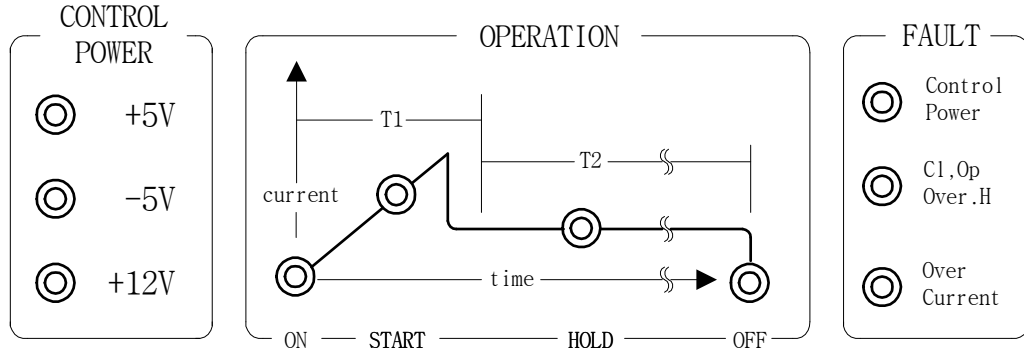 CONTROL
POWER
+5V
-5V
+12V
OPERATION
T1
T2
current
time
ON
START
HOLD
OFF
FAULT
Control
Power
Cl,Op
Over.H
Over
Current